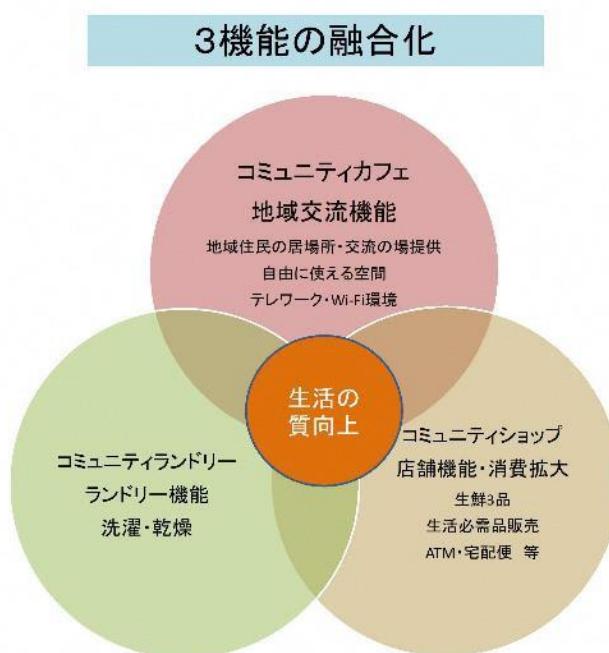 3機能の融合化
コミュニティカフェ
地域交流機能
地域住民の居場所・交流の場提供
自由に使える空間
テレワーク・Wi-Fi環境
生活の
質向上
コミュニティランドリー
ランドリー機能
洗濯・乾燥
コミュニティショップ
店舗機能・消費拡大
生鮮3品
生活必需品販売
ATM・宅配便 等